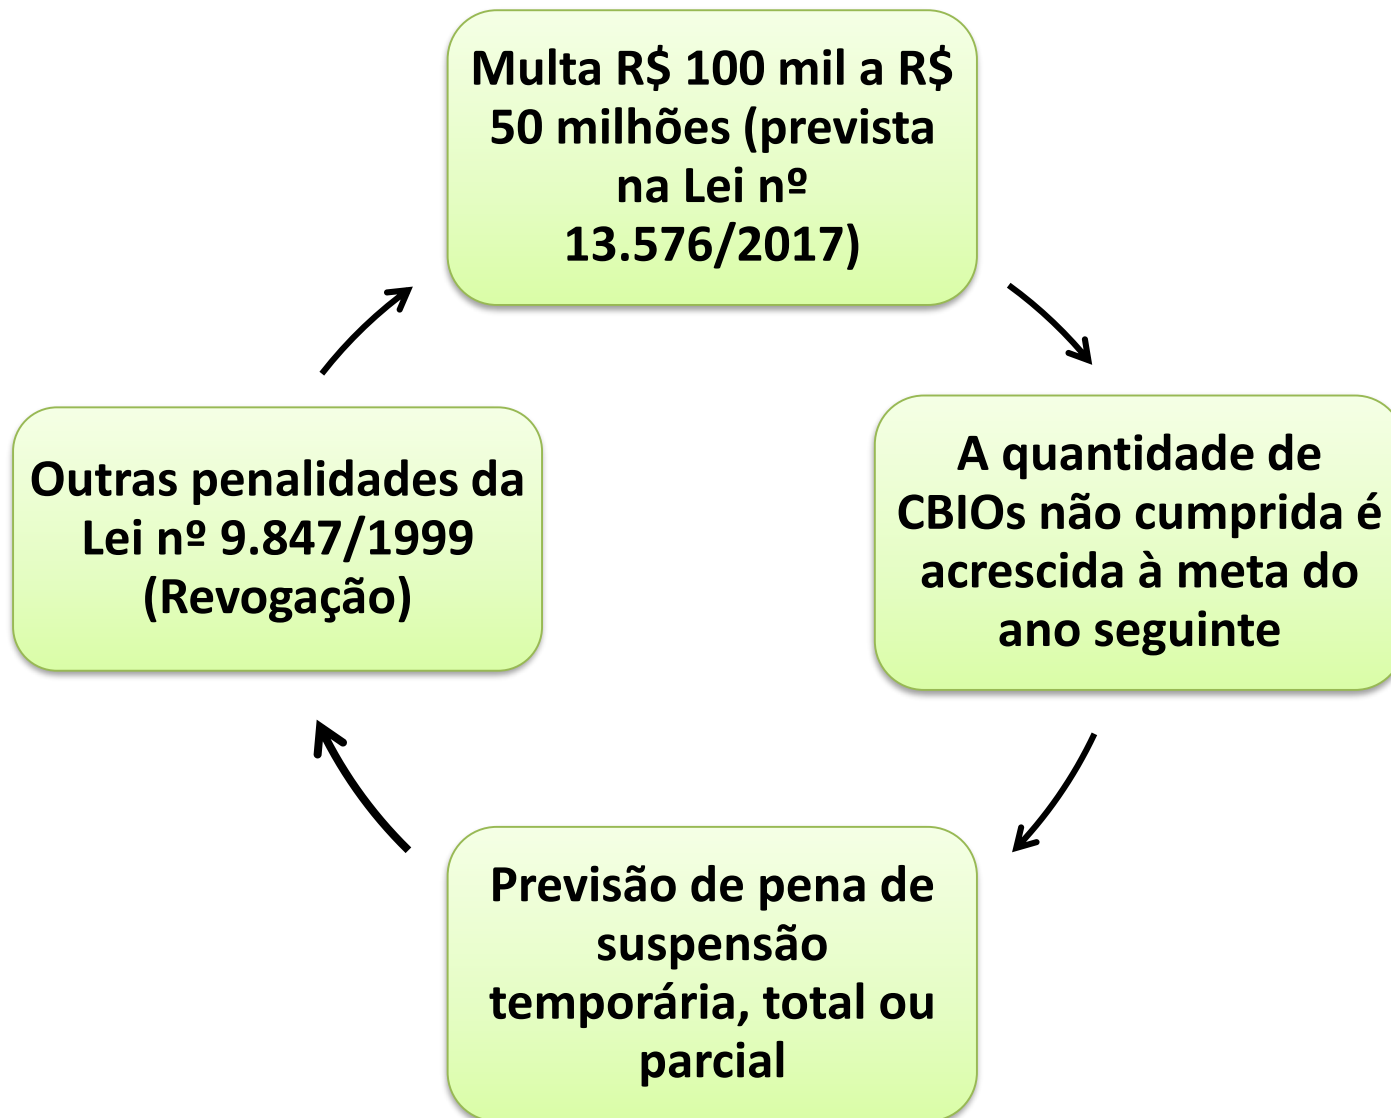 Multa R$ 100 mil a R$
50 milhões (prevista
na Lei nº
13.576/2017)
A quantidade de
CBIOs não cumprida é
acrescida à meta do
ano seguinte
Previsão de pena de
suspensão
temporária, total ou
parcial
Outras penalidades da
Lei nº 9.847/1999
(Revogação)